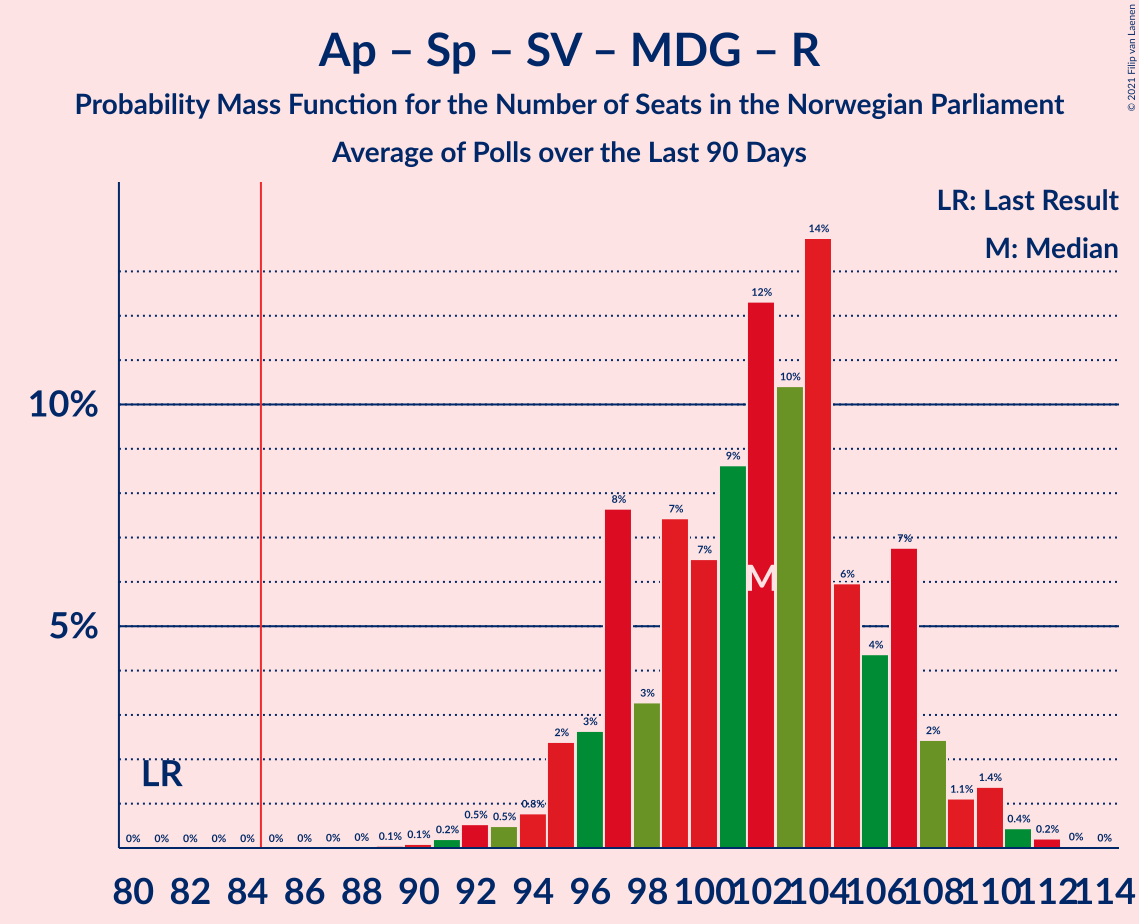 Ap – Sp – SV – MDG – R
Probability Mass Function for the Number of Seats in the Norwegian Parliament
Average of Polls over the Last 90 Days
© 2021 Filip van Laenen
LR: Last Result
M: Median
14%
12%
10%
10%
9%
8%
7%
7%
7%
M
6%
5%
4%
3%
3%
2%
2%
LR
1.4%
1.1%
0% 0% 0% 0% 0% 0% 0% 0% 0% 0.1% 0.1% 0.2% 0.5% 0.5% 0.8% 0.4% 0.2% 0% 0%
80 82 84 86 88 90 92 94 96 98 100 102 104 106 108 110 112 114